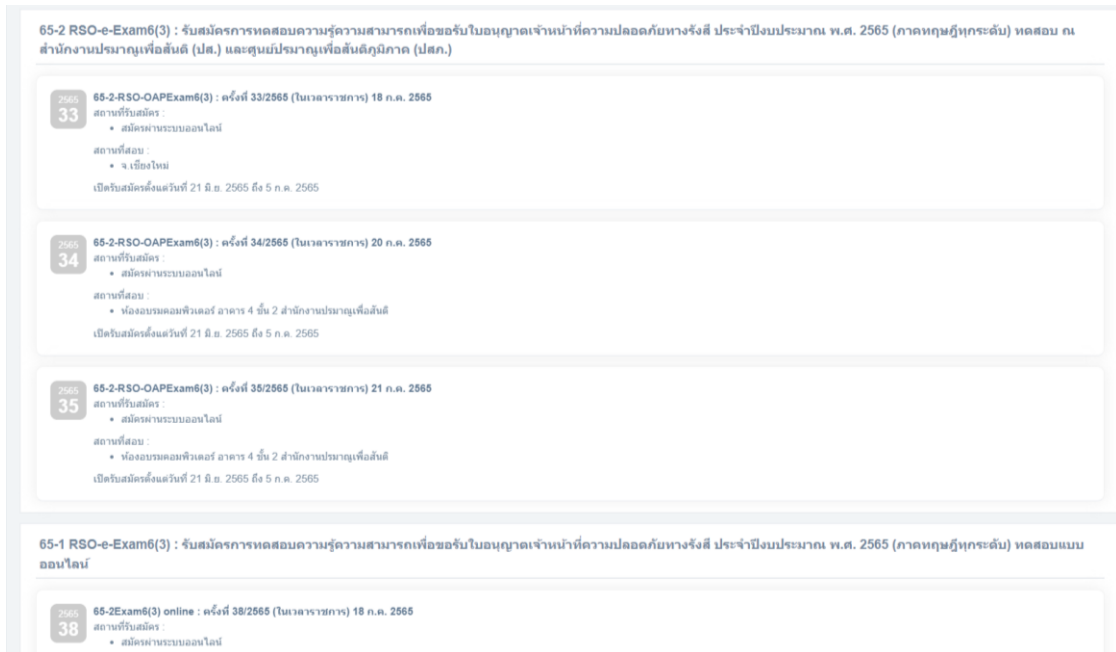 65-2 RSO-e-Exam6(3) : รับสมัครการทดสอบความรู้ความสามารถเพื่อขอรับใบอนุญาตเจ้าหน้าที่ความปลอดภัยทางรังสี ประจำปีงบประมาณ พ.ศ. 2565 (ภาคทฤษฎีทุกระดับ) ทดสอบ ณ
สำนักงานปรมาณูเพื่อสันติ (ปส.) และศูนย์ปรมาณูเพื่อสันติภูมิภาค (ปสภ.)
2565
33
65-2-RSO-OAPExam6(3) : ครั้งที่ 33/2565 (ในเวลาราชการ) 18 ก.ค. 2565
สถานที่รับสมัคร :
• สมัครผ่านระบบออนไลน์
สถานที่สอบ :
• จ.เชียงใหม่
เปิดรับสมัครตั้งแต่วันที่ 21 มิ.ย. 2565 ถึง 5 ก.ค. 2565
2565
34
65-2-RSO-OAPExam6(3) : ครั้งที่ 34/2565 (ในเวลาราชการ) 20 ก.ค. 2565
สถานที่รับสมัคร :
• สมัครผ่านระบบออนไลน์
สถานที่สอบ :
• ห้องอบรมคอมพิวเตอร์ อาคาร 4 ชั้น 2 สำนักงานปรมาณูเพื่อสันติ
เปิดรับสมัครตั้งแต่วันที่ 21 มิ.ย. 2565 ถึง 5 ก.ค. 2565
2565
35
65-2-RSO-OAPExam6(3) : ครั้งที่ 35/2565 (ในเวลาราชการ) 21 ก.ค. 2565
สถานที่รับสมัคร :
• สมัครผ่านระบบออนไลน์
สถานที่สอบ :
• ห้องอบรมคอมพิวเตอร์ อาคาร 4 ชั้น 2 สำนักงานปรมาณูเพื่อสันติ
เปิดรับสมัครตั้งแต่วันที่ 21 มิ.ย. 2565 ถึง 5 ก.ค. 2565
65-1 RSO-e-Exam6(3) : รับสมัครการทดสอบความรู้ความสามารถเพื่อขอรับใบอนุญาตเจ้าหน้าที่ความปลอดภัยทางรังสี ประจำปีงบประมาณ พ.ศ. 2565 (ภาคทฤษฎีทุกระดับ) ทดสอบแบบ
ออนไลน์
2565
38
65-2Exam6(3) online : ครั้งที่ 38/2565 (ในเวลาราชการ) 18 ก.ค. 2565
สถานที่รับสมัคร :
• สมัครผ่านระบบออนไลน์